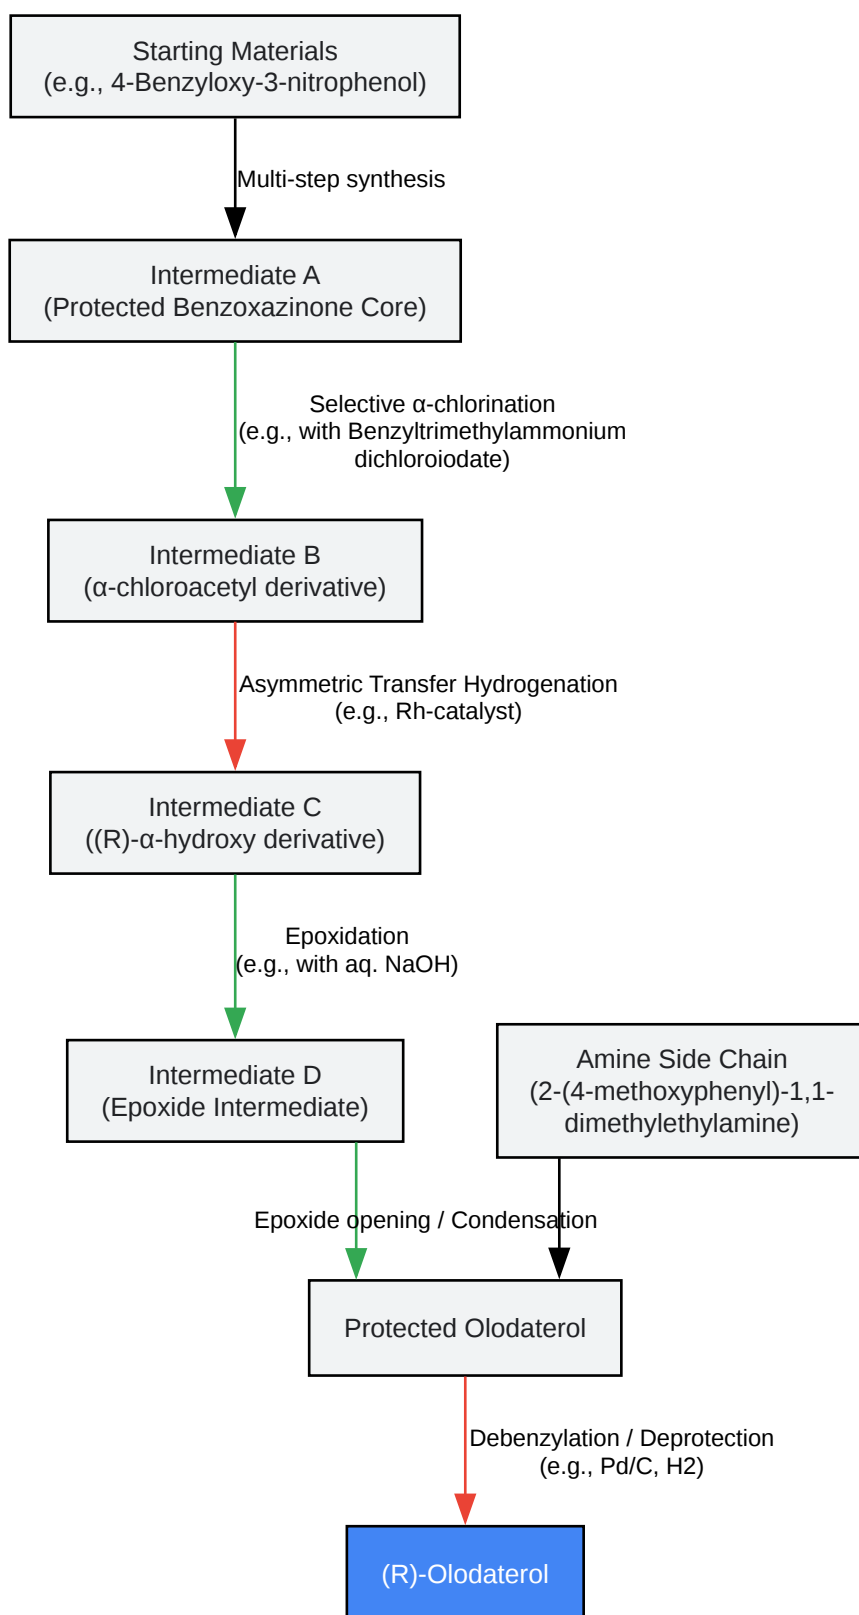 Starting Materials
(e.g., 4-Benzyloxy-3-nitrophenol)
Multi-step synthesis
Intermediate A
(Protected Benzoxazinone Core)
Selective α-chlorination
(e.g., with Benzyltrimethylammonium
dichloroiodate)
Intermediate B
(α-chloroacetyl derivative)
Asymmetric Transfer Hydrogenation
(e.g., Rh-catalyst)
Intermediate C
((R)-α-hydroxy derivative)
Epoxidation
(e.g., with aq. NaOH)
Intermediate D
(Epoxide Intermediate)
Amine Side Chain
(2-(4-methoxyphenyl)-1,1-
dimethylethylamine)
Epoxide opening / Condensation
Protected Olodaterol
Debenzylation / Deprotection
(e.g., Pd/C, H2)
(R)-Olodaterol